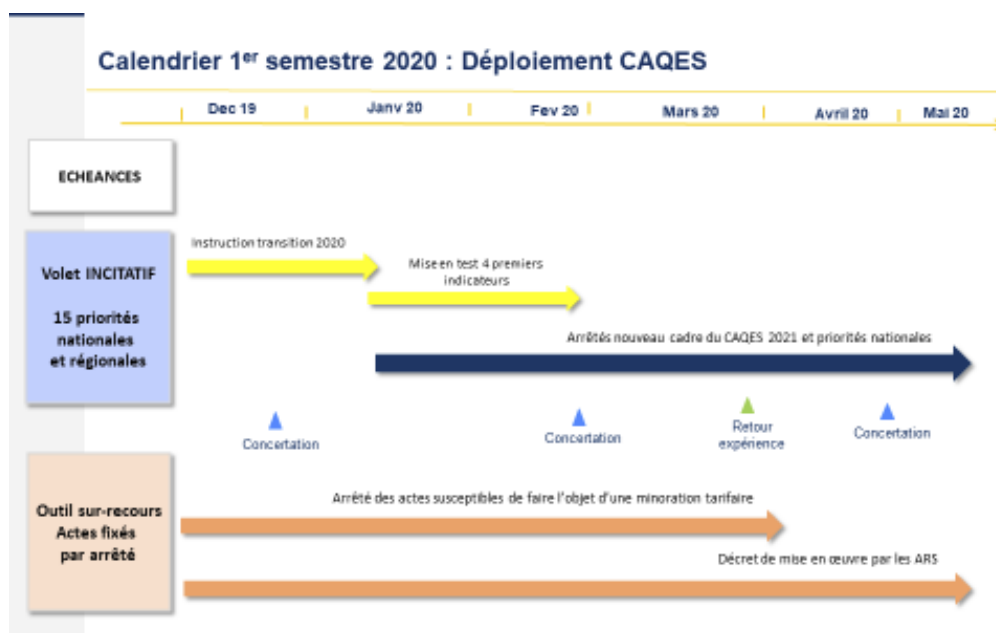 Calendrier 1er semestre 2020 : Déploiement CAQES
Dec 19 Janv 20 Fev 20 Mars 20 Avril 20 Mai 20
ECHEANCES
Volet INCITATIF
15 priorités
nationales
et régionales
Instruction transition 2020
Mise en test 4 premiers
indicateurs
Arrêtés nouveau cadre du CAQES 2021 et priorités nationales
Concertation
Concertation
Retour
expérience
Concertation
Outil sur-recours
Actes fixés
par arrêté
Arrêté des actes susceptibles de faire l'objet d'une minoration tarifaire
Décret de mise en œuvre par les ARS